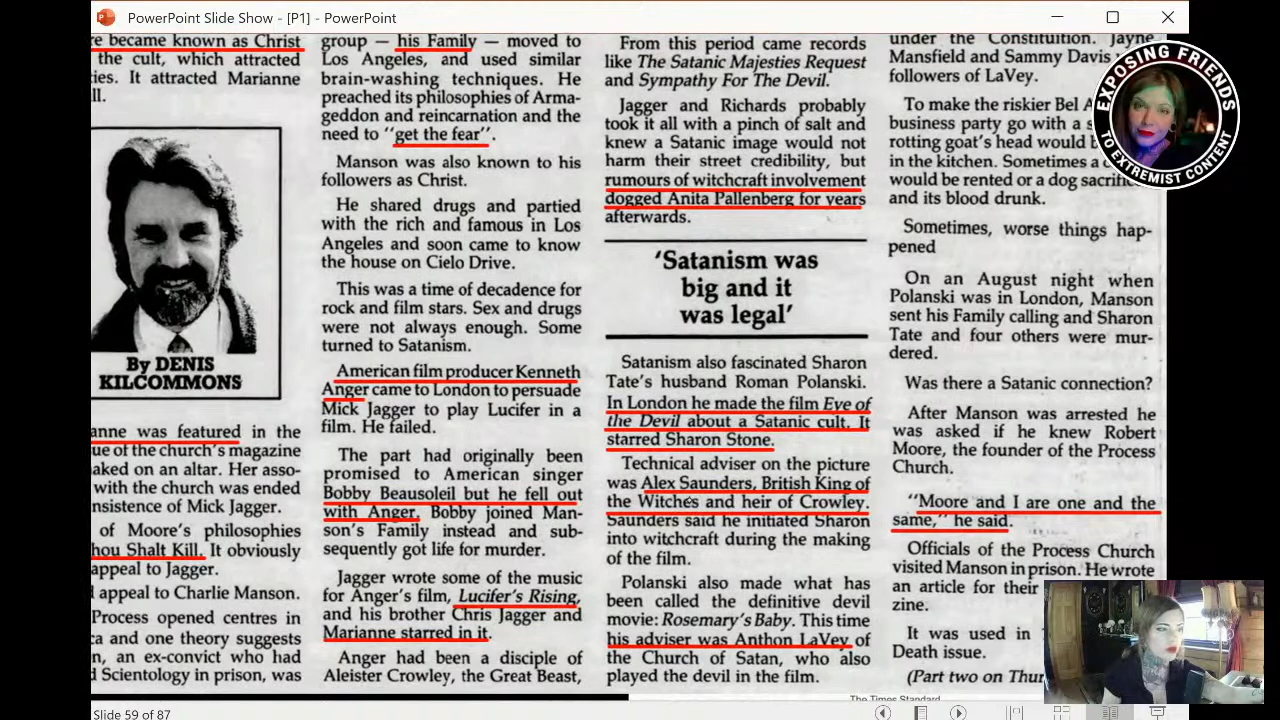 PowerPoint Slide Show - [P1] - PowerPoint
re became known as Christ
the cult, which attracted
ies. It attracted Marianne
ll.
By DENIS
KILCOMMONS
anne was featured in the
ue of the church's magazine
aked on an altar. Her asso-
with the church was ended
nsistence of Mick Jagger.
of Moore's philosophies
hou Shalt Kill. It obviously
appeal to Jagger.
appeal to Charlie Manson.
Process opened centres in
ca and one theory suggests
n, an ex-convict who had
d Scientology in prison, was
group — his Family — moved to
Los Angeles, and used similar
brain-washing techniques. He
preached its philosophies of Arma-
geddon and reincarnation and the
need to "get the fear".
Manson was also known to his
followers as Christ.
He shared drugs and partied
with the rich and famous in Los
Angeles and soon came to know
the house on Cielo Drive.
This was a time of decadence for
rock and film stars. Sex and drugs
were not always enough. Some
turned to Satanism.
American film producer Kenneth
Anger came to London to persuade
Mick Jagger to play Lucifer in a
film. He failed.
The part had originally been
promised to American singer
Bobby Beausoleil but he fell out
with Anger. Bobby joined Man-
son's Family instead and sub-
sequently got life for murder.
Jagger wrote some of the music
for Anger's film, Lucifer's Rising,
and his brother Chris Jagger and
Marianne starred in it.
Anger had been a disciple of
Aleister Crowley, the Great Beast,
From this period came records
like The Satanic Majesties Request
and Sympathy For The Devil.
Jagger and Richards probably
took it all with a pinch of salt and
knew a Satanic image would not
harm their street credibility, but
rumours of witchcraft involvement
dogged Anita Pallenberg for years
afterwards.
'Satanism was
big and it
was legal'
Satanism also fascinated Sharon
Tate's husband Roman Polanski.
In London he made the film Eye of
the Devil about a Satanic cult. It
starred Sharon Stone.
Technical adviser on the picture
was Alex Saunders, British King of
the Witches and heir of Crowley.
Saunders said he initiated Sharon
into witchcraft during the making
of the film.
Polanski also made what has
been called the definitive devil
movie: Rosemary's Baby. This time
his adviser was Anthon LaVey of
the Church of Satan, who also
played the devil in the film.
under the Constitution. Jayne
Mansfield and Sammy Davis
followers of LaVey.
To make the riskier Bel A
business party go with a s
rotting goat's head would b
in the kitchen. Sometimes a
would be rented or a dog sacrific
and its blood drunk.
Sometimes, worse things hap-
pened
On an August night when
Polanski was in London, Manson
sent his Family calling and Sharon
Tate and four others were mur-
dered.
Was there a Satanic connection?
After Manson was arrested he
was asked if he knew Robert
Moore, the founder of the Process
Church.
"Moore and I are one and the
same," he said.
Officials of the Process Church
visited Manson in prison. He wrote
an article for their
zine.
It was used in
Death issue.
(Part two on Thur
The Times Standard
EXPOSING FRIENDS
TO EXTREMIST CONTENT
Slide 59 of 87